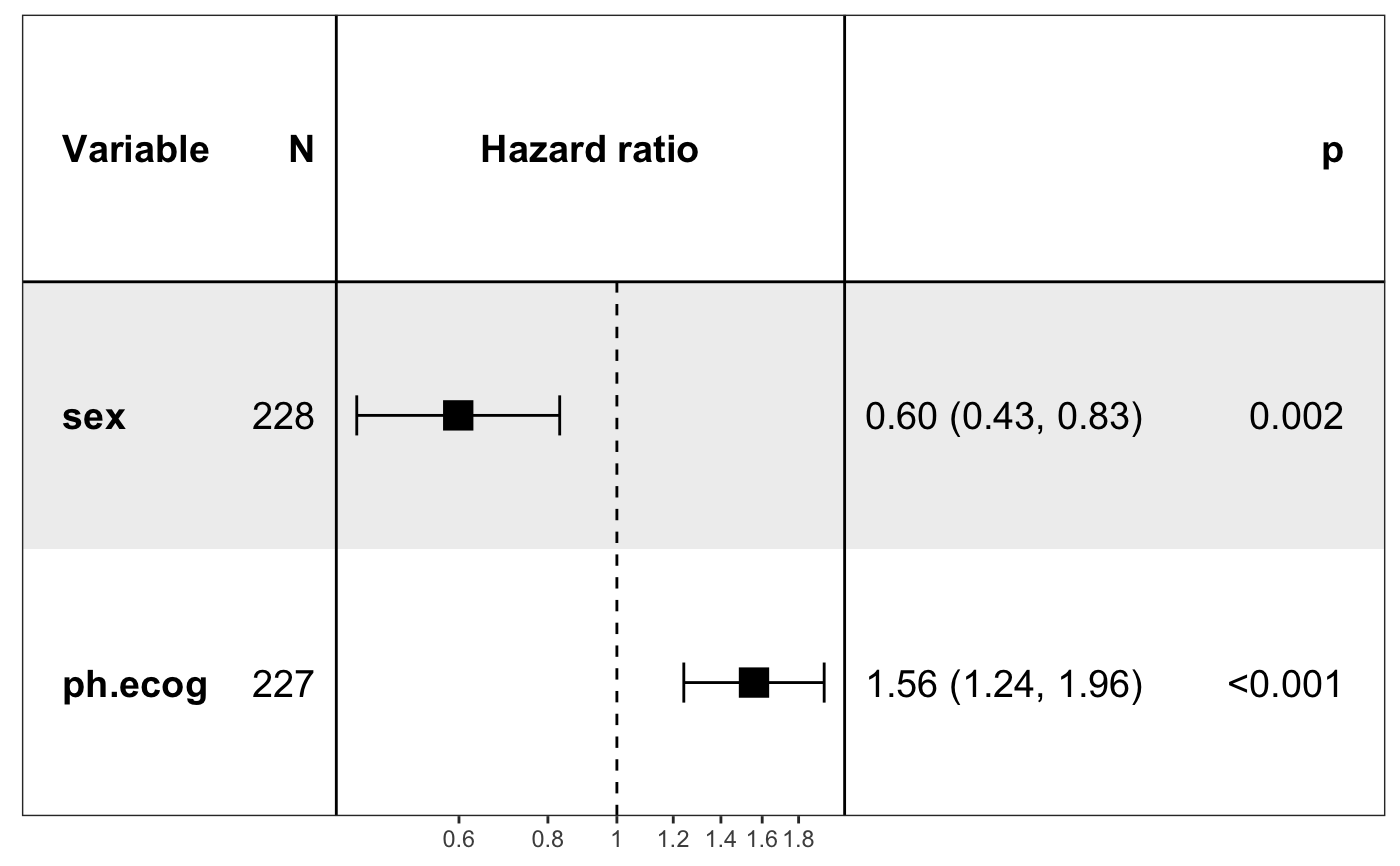 Variable N Hazard ratio p
sex 228 0.60 (0.43, 0.83) 0.002
ph.ecog 227 1.56 (1.24, 1.96) <0.001
0.6 0.8 1 1.2 1.4 1.6 1.8